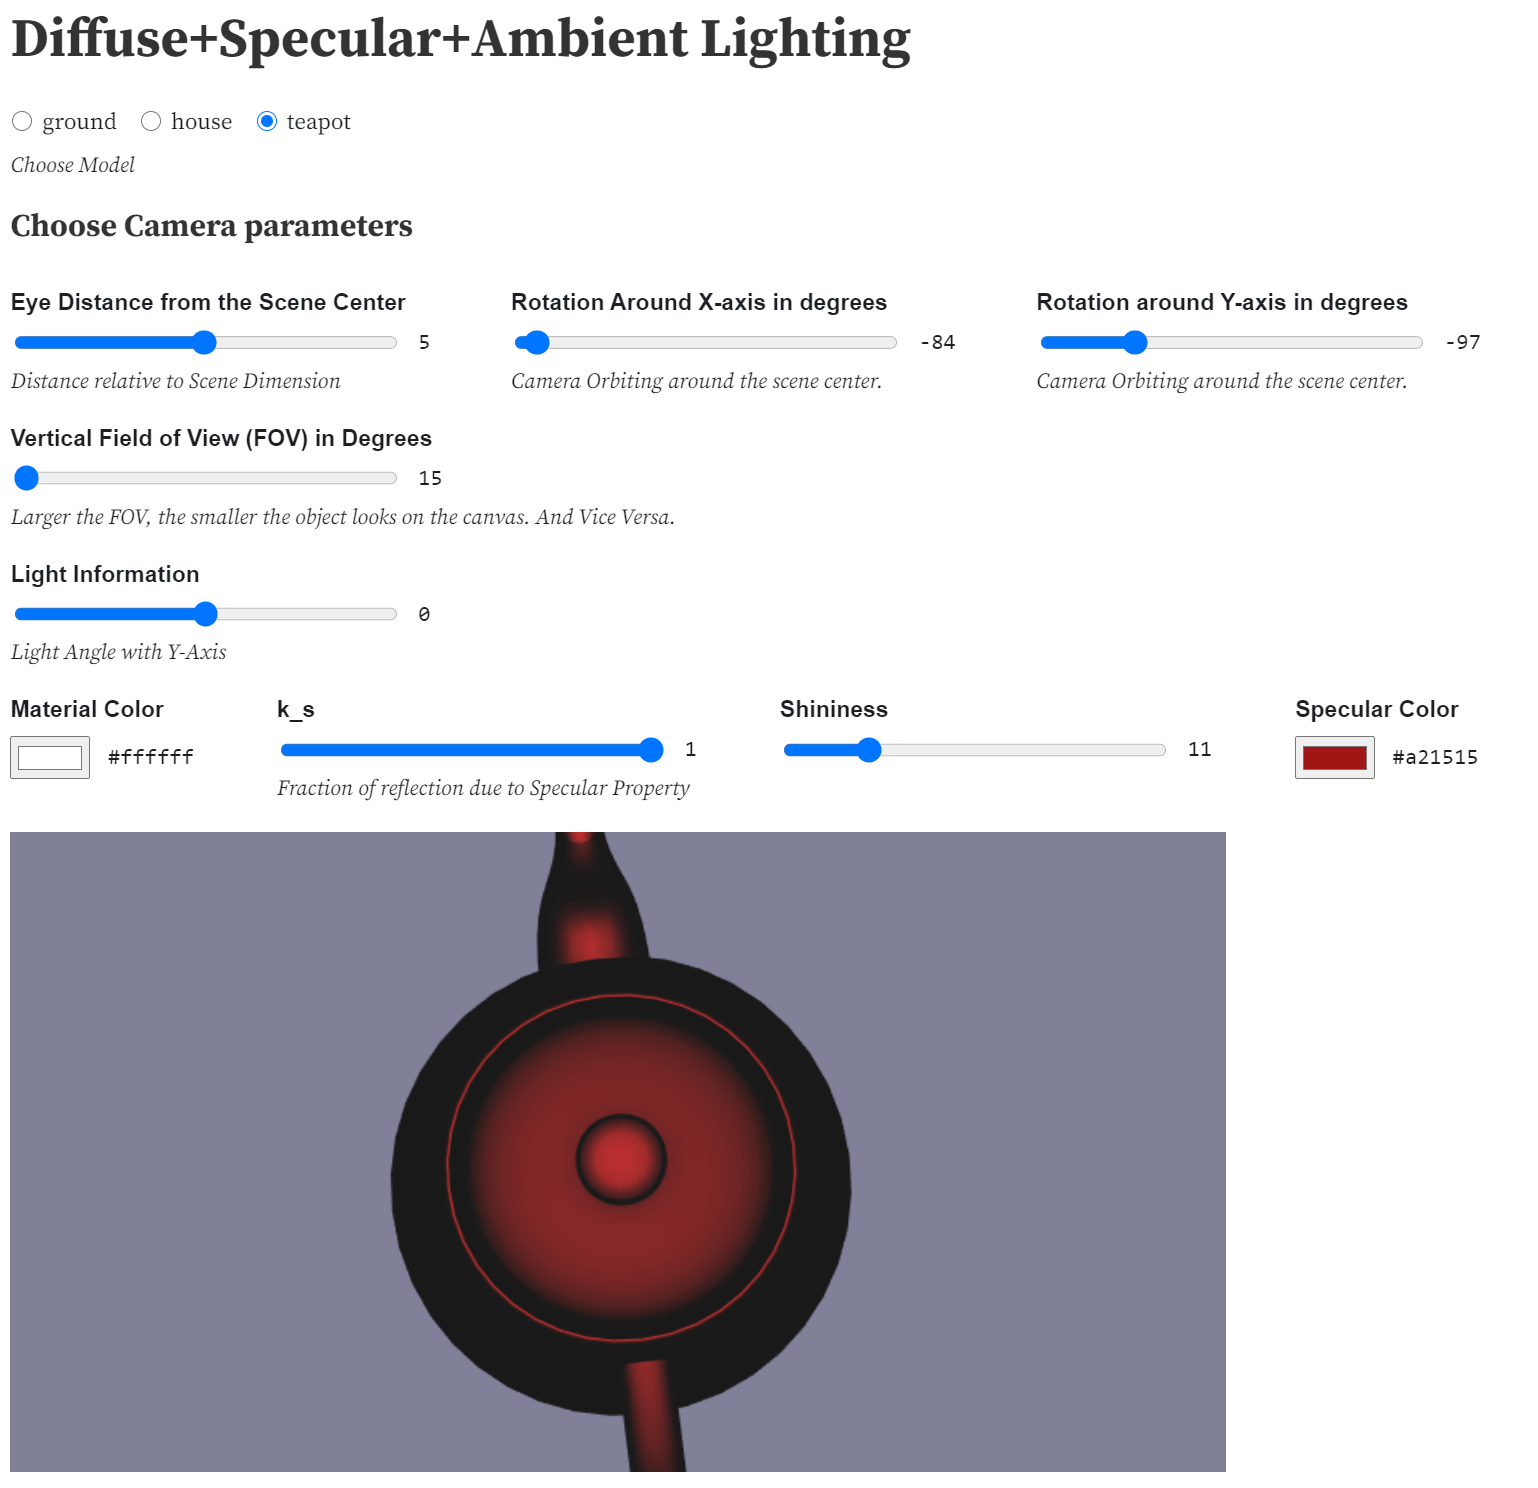 Diffuse+Specular+Ambient Lighting
ground house teapot
Choose Model
Choose Camera parameters
Eye Distance from the Scene Center Rotation Around X-axis in degrees Rotation around Y-axis in degrees
5 -84 -97
Distance relative to Scene Dimension Camera Orbiting around the scene center. Camera Orbiting around the scene center.
Vertical Field of View (FOV) in Degrees
15
Larger the FOV, the smaller the object looks on the canvas. And Vice Versa.
Light Information
0
Light Angle with Y-Axis
Material Color k_s Shininess Specular Color
#ffffff 1 11 #a21515
Fraction of reflection due to Specular Property